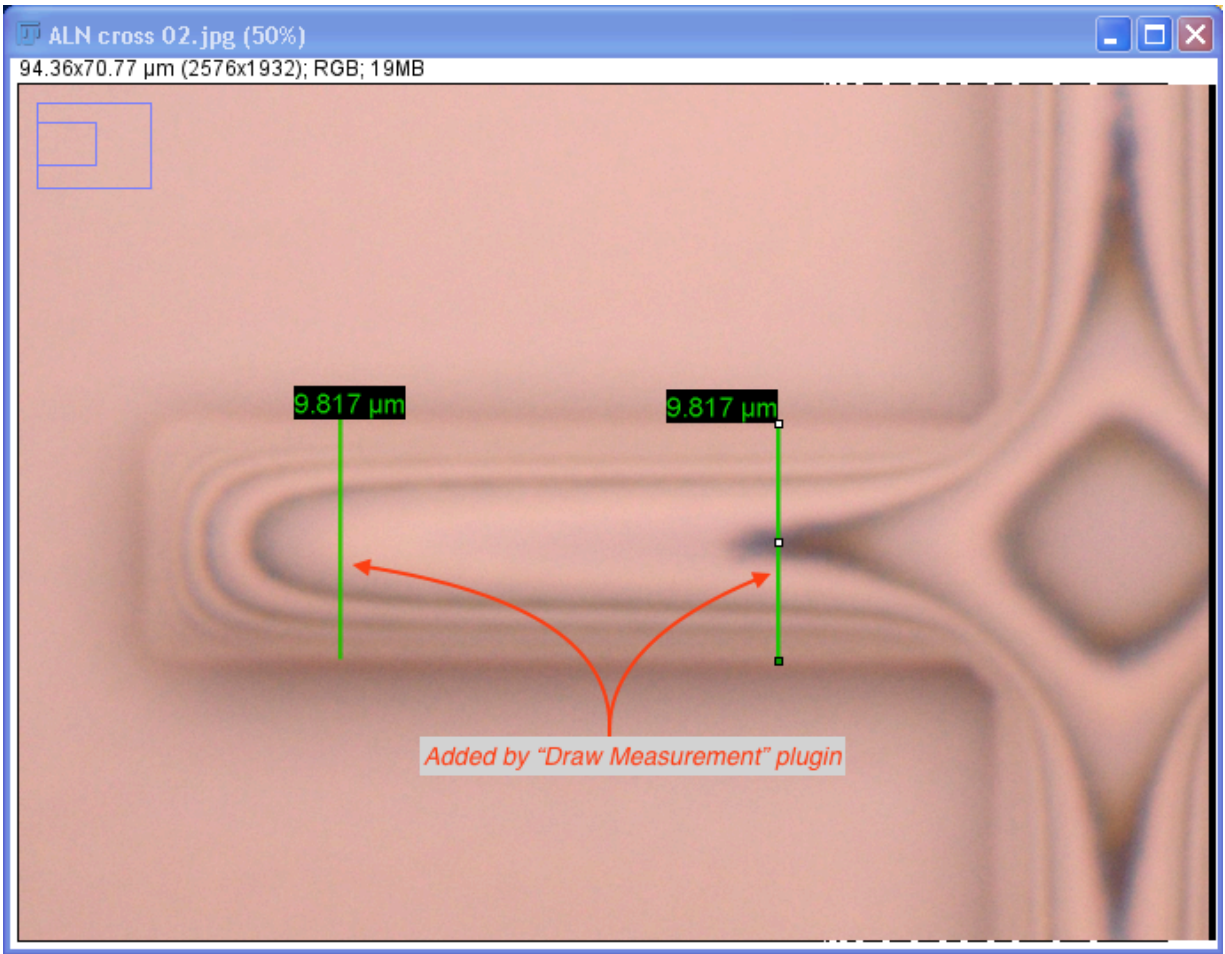 ALN cross 02.jpg (50%)
94.36x70.77 µm (2576x1932); RGB; 19MB
9.817 µm
9.817 µm
Added by “Draw Measurement” plugin